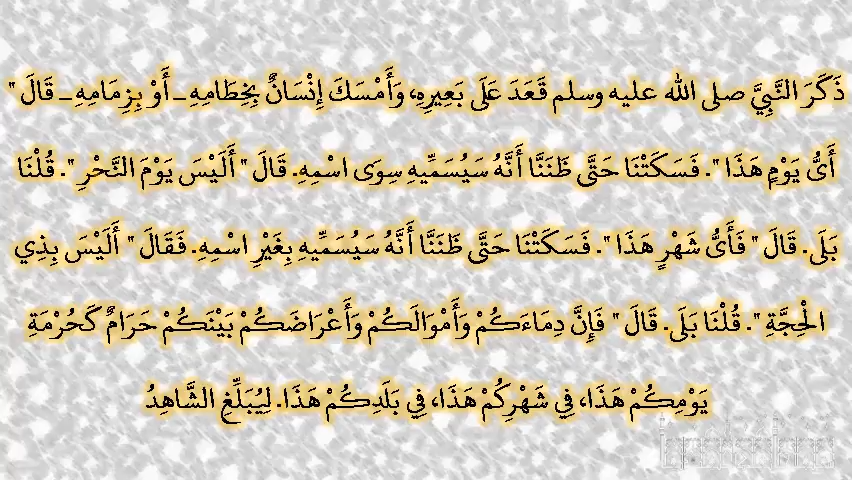 ذَكَرَ النَّبِيَّ صلى الله عليه وسلم قَعَدَ عَلَى بَعِيرِهِ، وَأَمْسَكَ إِنْسَانٌ بِخِطَامِهِ ـ أَوْ بِزِمَامِهِ ـ قَالَ "
أَىُّ يَوْمٍ هَذَا ". فَسَكَتْنَا حَتَّى ظَنَنَّا أَنَّهُ سَيُسَمِّيهِ سِوَى اسْمِهِ. قَالَ " أَلَيْسَ يَوْمَ النَّحْرِ ". قُلْنَا
بَلَى. قَالَ " فَأَىُّ شَهْرٍ هَذَا ". فَسَكَتْنَا حَتَّى ظَنَنَّا أَنَّهُ سَيُسَمِّيهِ بِغَيْرِ اسْمِهِ. فَقَالَ " أَلَيْسَ بِذِي
الْحِجَّةِ ". قُلْنَا بَلَى. قَالَ " فَإِنَّ دِمَاءَكُمْ وَأَمْوَالَكُمْ وَأَعْرَاضَكُمْ بَيْنَكُمْ حَرَامٌ كَحُرْمَةِ
يَوْمِكُمْ هَذَا، فِي شَهْرِكُمْ هَذَا، فِي بَلَدِكُمْ هَذَا. لِيُبَلِّغِ الشَّاهِدُ